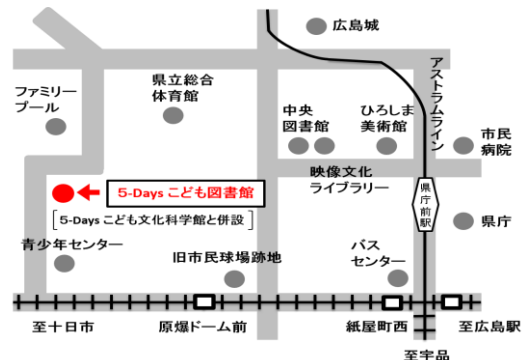 広島城
アストラムライン
県立総合
体育館
ファミリー
プール
中央
図書館
ひろしま
美術館
市民
病院
映像文化
ライブラリー
5-Days こども図書館
[5-Days こども文化科学館と併設]
県庁前駅
県庁
青少年センター
旧市民球場跡地
バス
センター
至十日市
原爆ドーム前
紙屋町西
至広島駅
至宇品